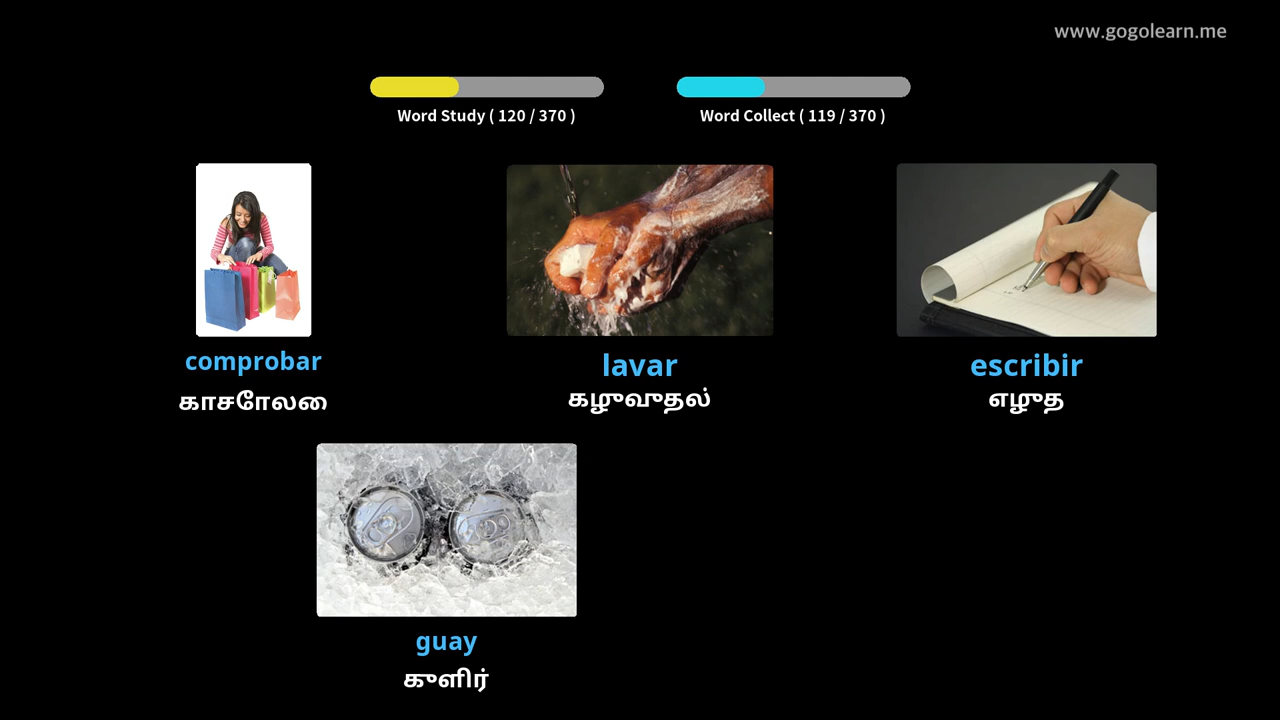 www.gogolearn.me
Word Study ( 120 / 370 )
Word Collect ( 119 / 370 )
comprobar
காசோலை
lavar
கழுவுதல்
escribir
எழுத
guay
குளிர்